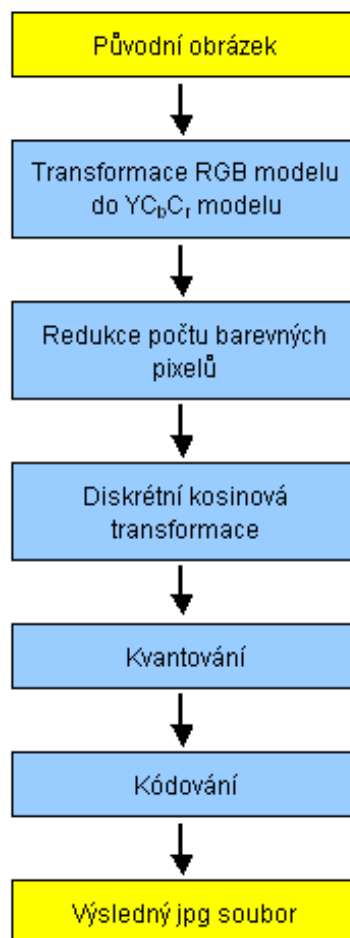 Původní obrázek
Transformace RGB modelu
do YCbCr modelu
Redukce počtu barevných
pixelů
Diskrétní kosinová
transformace
Kvantování
Kódování
Výsledný jpg soubor